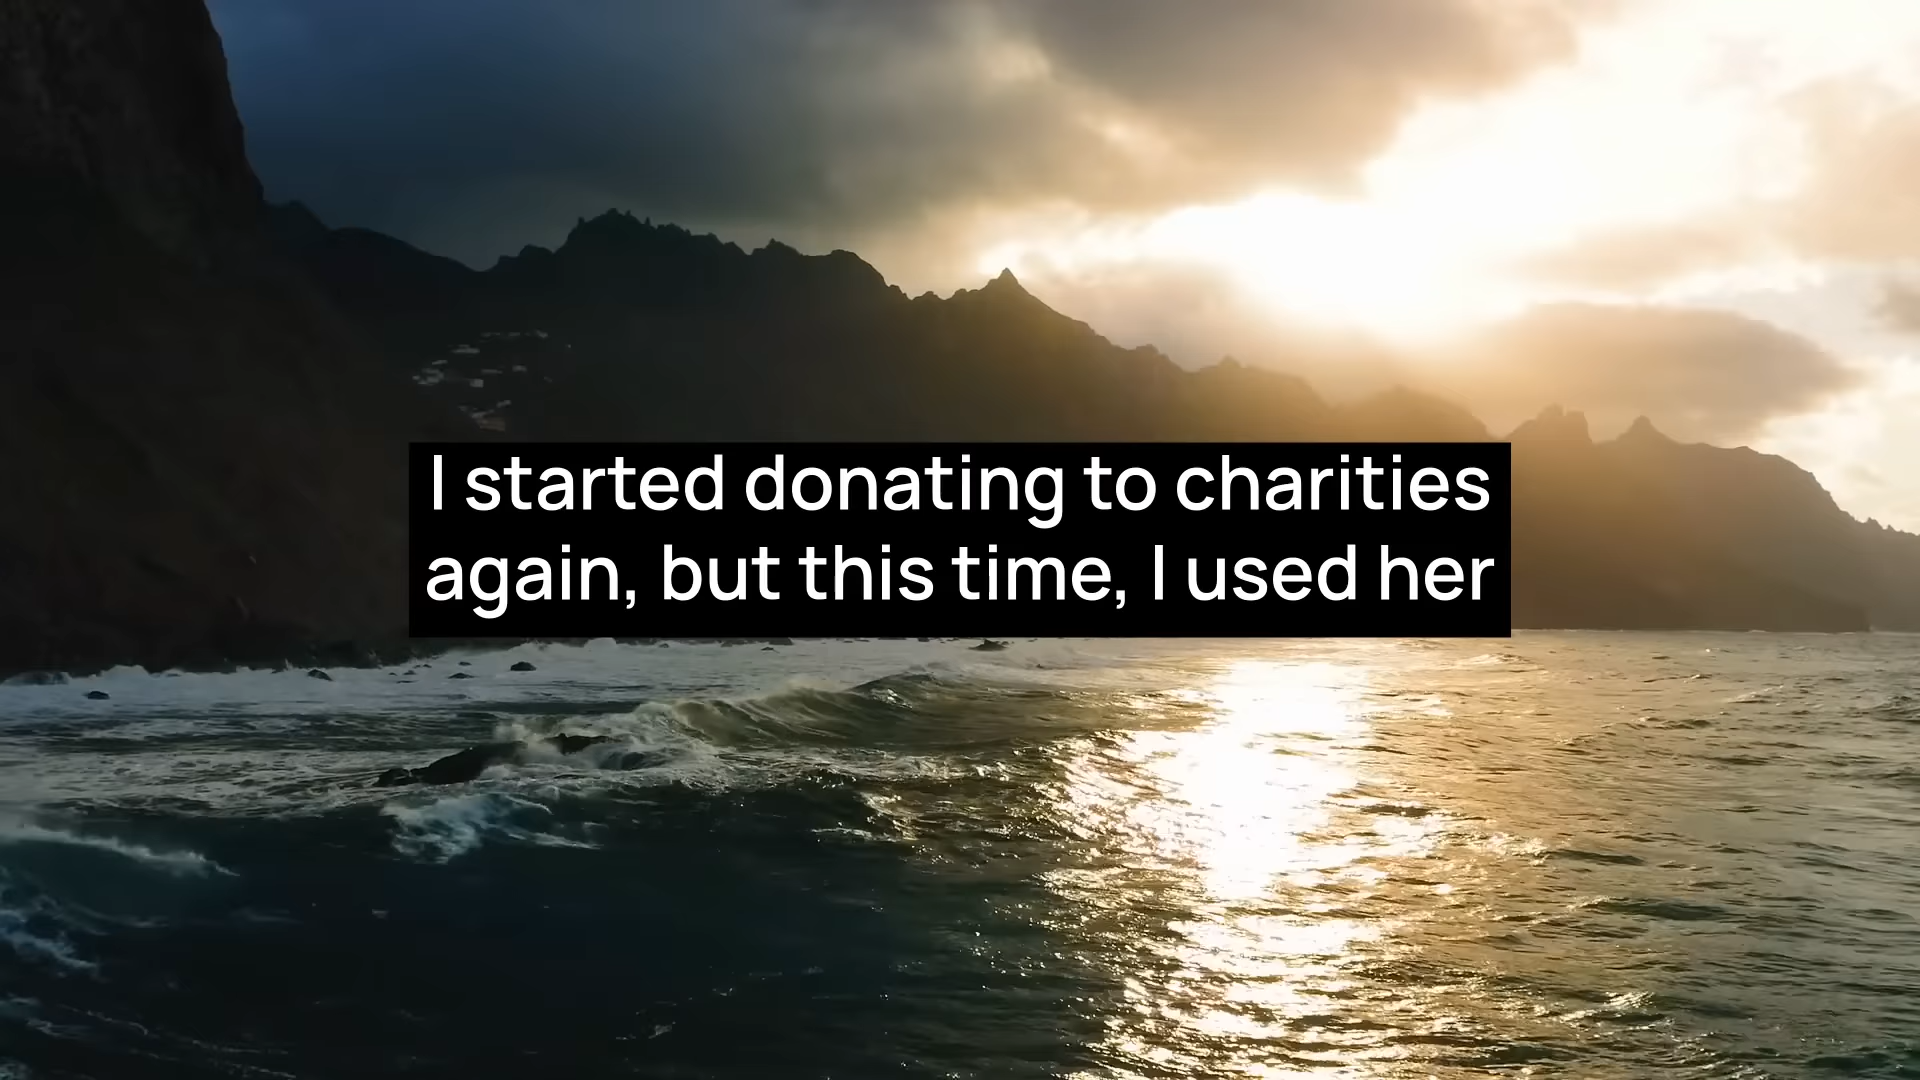 I started donating to charities
again, but this time, I used her